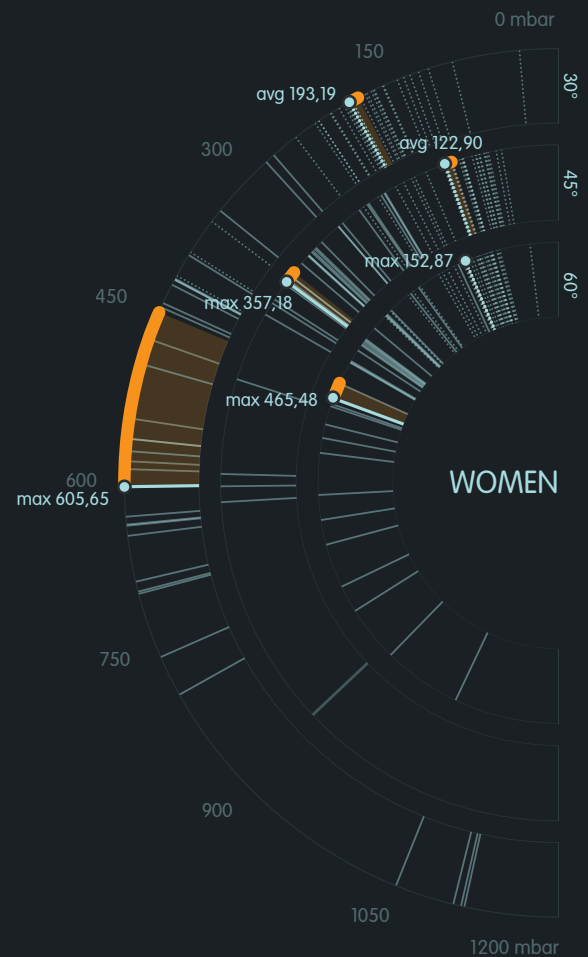 0 mbar
150
30°
avg 193,19
avg 122,90
300
45°
max 152,87
60°
450
max 357,18
max 465,48
600
WOMEN
max 605,65
750
900
1050
1200 mbar